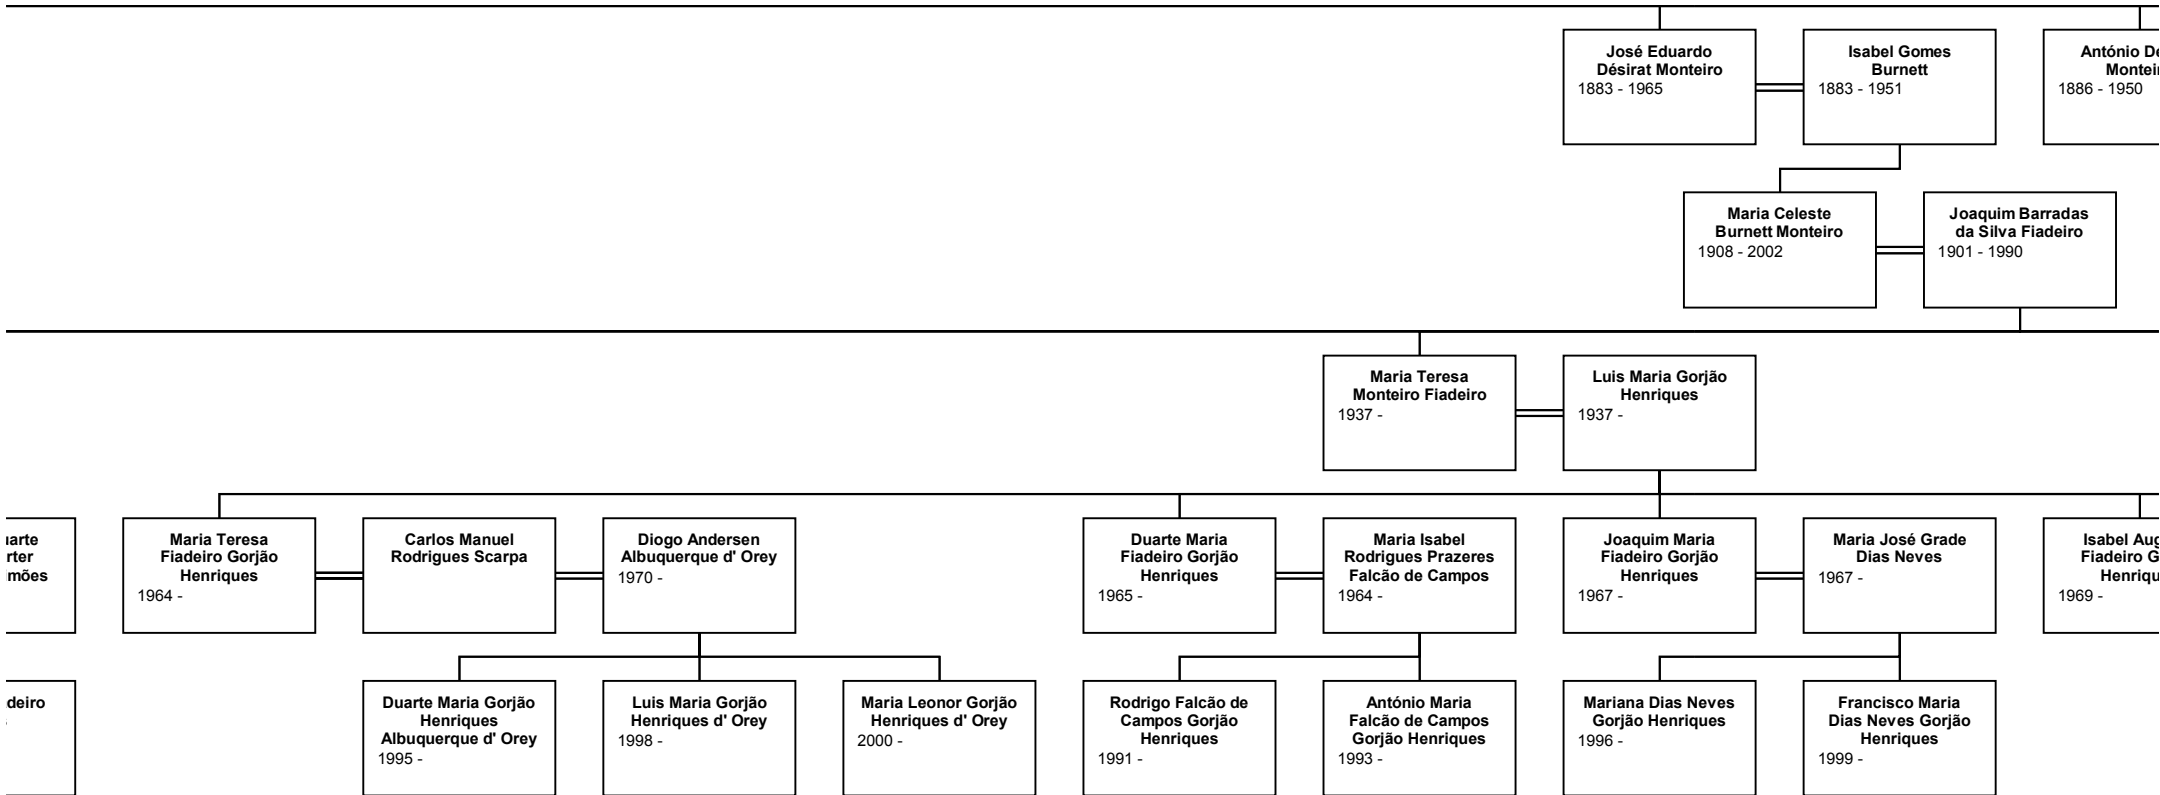 José Eduardo
Désirat Monteiro
1883 - 1965
Isabel Gomes
Burnett
1883 - 1951
António
1886 - 1950
Maria Celeste
Burnett Monteiro
1908 - 2002
Joaquim Barradas
da Silva Fiadeiro
1901 - 1990
Maria Teresa
Monteiro Fiadeiro
1937 -
Luis Maria Gorjão
Henriques
1937 -
Maria Teresa
Fiadeiro Gorjão
Henriques
1964 -
Carlos Manuel
Rodrigues Scarpa
Diogo Andersen
Albuquerque d' Orey
1970 -
Duarte Maria
Fiadeiro Gorjão
Henriques
1965 -
Maria Isabel
Rodrigues Prazeres
Falcão de Campos
1964 -
Joaquim Maria
Fiadeiro Gorjão
Henriques
1967 -
Maria José Grade
Dias Neves
1967 -
Isabel
Fiadeiro
1969 -
Duarte Maria Gorjão
Henriques
Albuquerque d' Orey
1995 -
Luis Maria Gorjão
Henriques d' Orey
1998 -
Maria Leonor Gorjão
Henriques d' Orey
2000 -
Rodrigo Falcão de
Campos Gorjão
Henriques
1991 -
António Maria
Falcão de Campos
Gorjão Henriques
1993 -
Mariana Dias Neves
Gorjão Henriques
1996 -
Francisco Maria
Dias Neves Gorjão
Henriques
1999 -